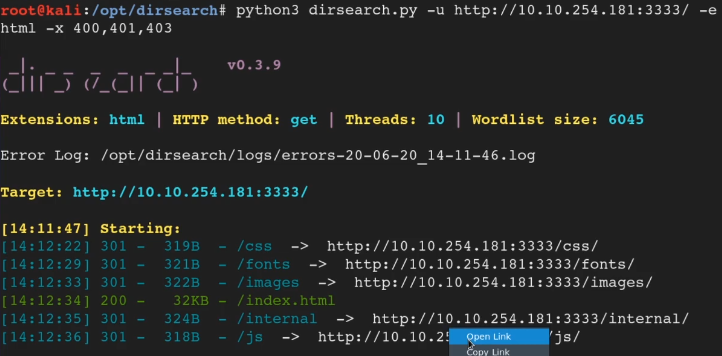 root@kali:/opt/dirsearch# python3 dirsearch.py -u http://10.10.254.181:3333/ -e
html -x 400,401,403
 _|. _ _  _  _  _ _|_    v0.3.9
(_||| _) (/_(_|| (_| )
Extensions: html | HTTP method: get | Threads: 10 | Wordlist size: 6045
Error Log: /opt/dirsearch/logs/errors-20-06-20_14-11-46.log
Target: http://10.10.254.181:3333/
[14:11:47] Starting:
[14:12:22] 301 -  319B  - /css  ->  http://10.10.254.181:3333/css/
[14:12:29] 301 -  321B  - /fonts  ->  http://10.10.254.181:3333/fonts/
[14:12:33] 301 -  322B  - /images  ->  http://10.10.254.181:3333/images/
[14:12:34] 200 -   32KB - /index.html
[14:12:35] 301 -  324B  - /internal  ->  http://10.10.254.181:3333/internal/
[14:12:36] 301 -  318B  - /js  ->  http://10.10.25 /js/
Open Link
Copy Link